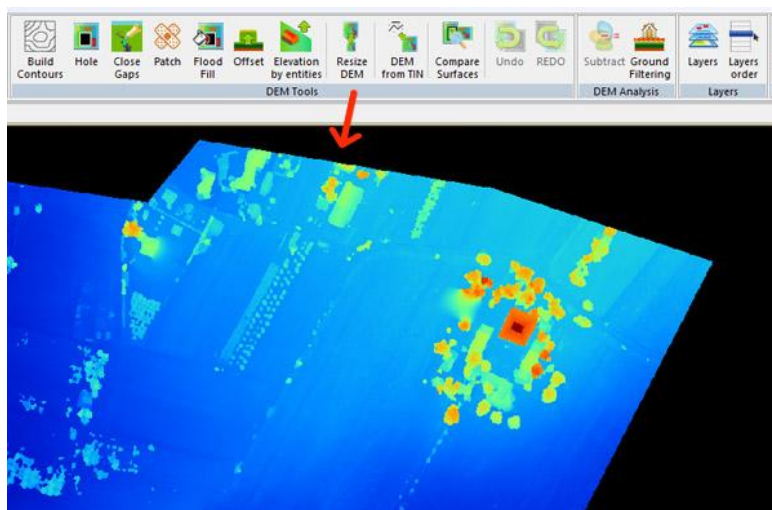 Build Contours
Hole
Close Gaps
Patch
Flood Fill
Offset
Elevation by entities
Resize DEM
DEM from TIN
Compare Surfaces
Undo
REDO
Subtract
Ground Filtering
Layers
Layers order
DEM Tools
DEM Analysis
Layers